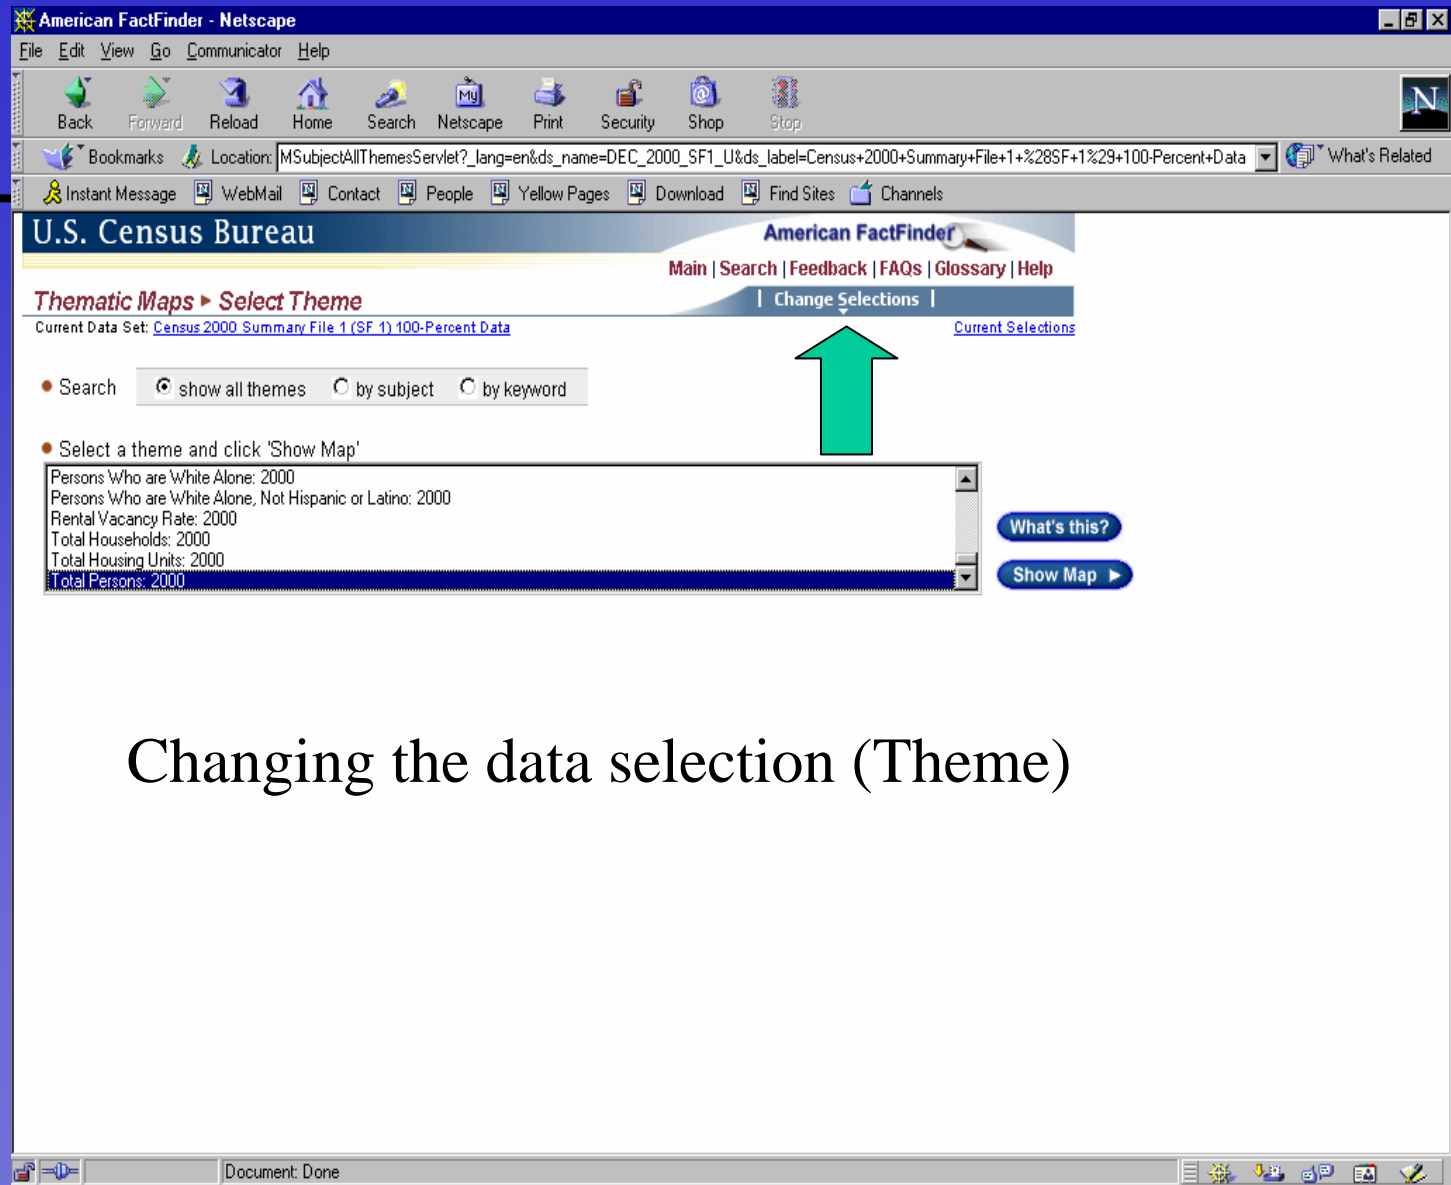 American FactFinder - Netscape
File Edit View Go Communicator Help
Back Forward Reload Home Search Netscape Print Security Shop Stop
My
N
Bookmarks Location: MSubjectAllThemesServlet?_lang=en&ds_name=DEC_2000_SF1_U&ds_label=Census+2000+Summary+File+1+%28SF+1%29+100-Percent+Data What's Related
Instant Message WebMail Contact People Yellow Pages Download Find Sites Channels
U.S. Census Bureau
American FactFinder
Main | Search | Feedback | FAQs | Glossary | Help
Thematic Maps ▸ Select Theme
| Change Selections |
Current Data Set: Census 2000 Summary File 1 (SF 1) 100-Percent Data
Current Selections
• Search show all themes by subject by keyword
• Select a theme and click 'Show Map'
Persons Who are White Alone: 2000
Persons Who are White Alone, Not Hispanic or Latino: 2000
Rental Vacancy Rate: 2000
Total Households: 2000
Total Housing Units: 2000
Total Persons: 2000
What's this?
Show Map
Changing the data selection (Theme)
Document: Done